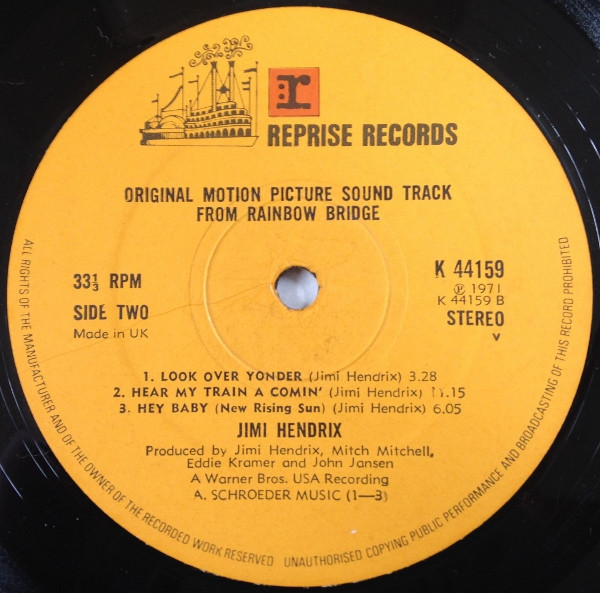 r
REPRISE RECORDS
ORIGINAL MOTION PICTURE SOUND TRACK
FROM RAINBOW BRIDGE
33⅓ RPM
SIDE TWO
Made in UK
K 44159
℗ 1971
K 44159 B
STEREO
V
1. LOOK OVER YONDER (Jimi Hendrix) 3.28
2. HEAR MY TRAIN A COMIN' (Jimi Hendrix) 11.15
3. HEY BABY (New Rising Sun) (Jimi Hendrix) 6.05
JIMI HENDRIX
Produced by Jimi Hendrix, Mitch Mitchell,
Eddie Kramer and John Jansen
A Warner Bros. USA Recording
A. SCHROEDER MUSIC (1—3)
ALL RIGHTS OF THE MANUFACTURER AND OF THE OWNER OF THE RECORDED WORK RESERVED UNAUTHORISED COPYING PUBLIC PERFORMANCE AND BROADCASTING OF THIS RECORD PROHIBITED